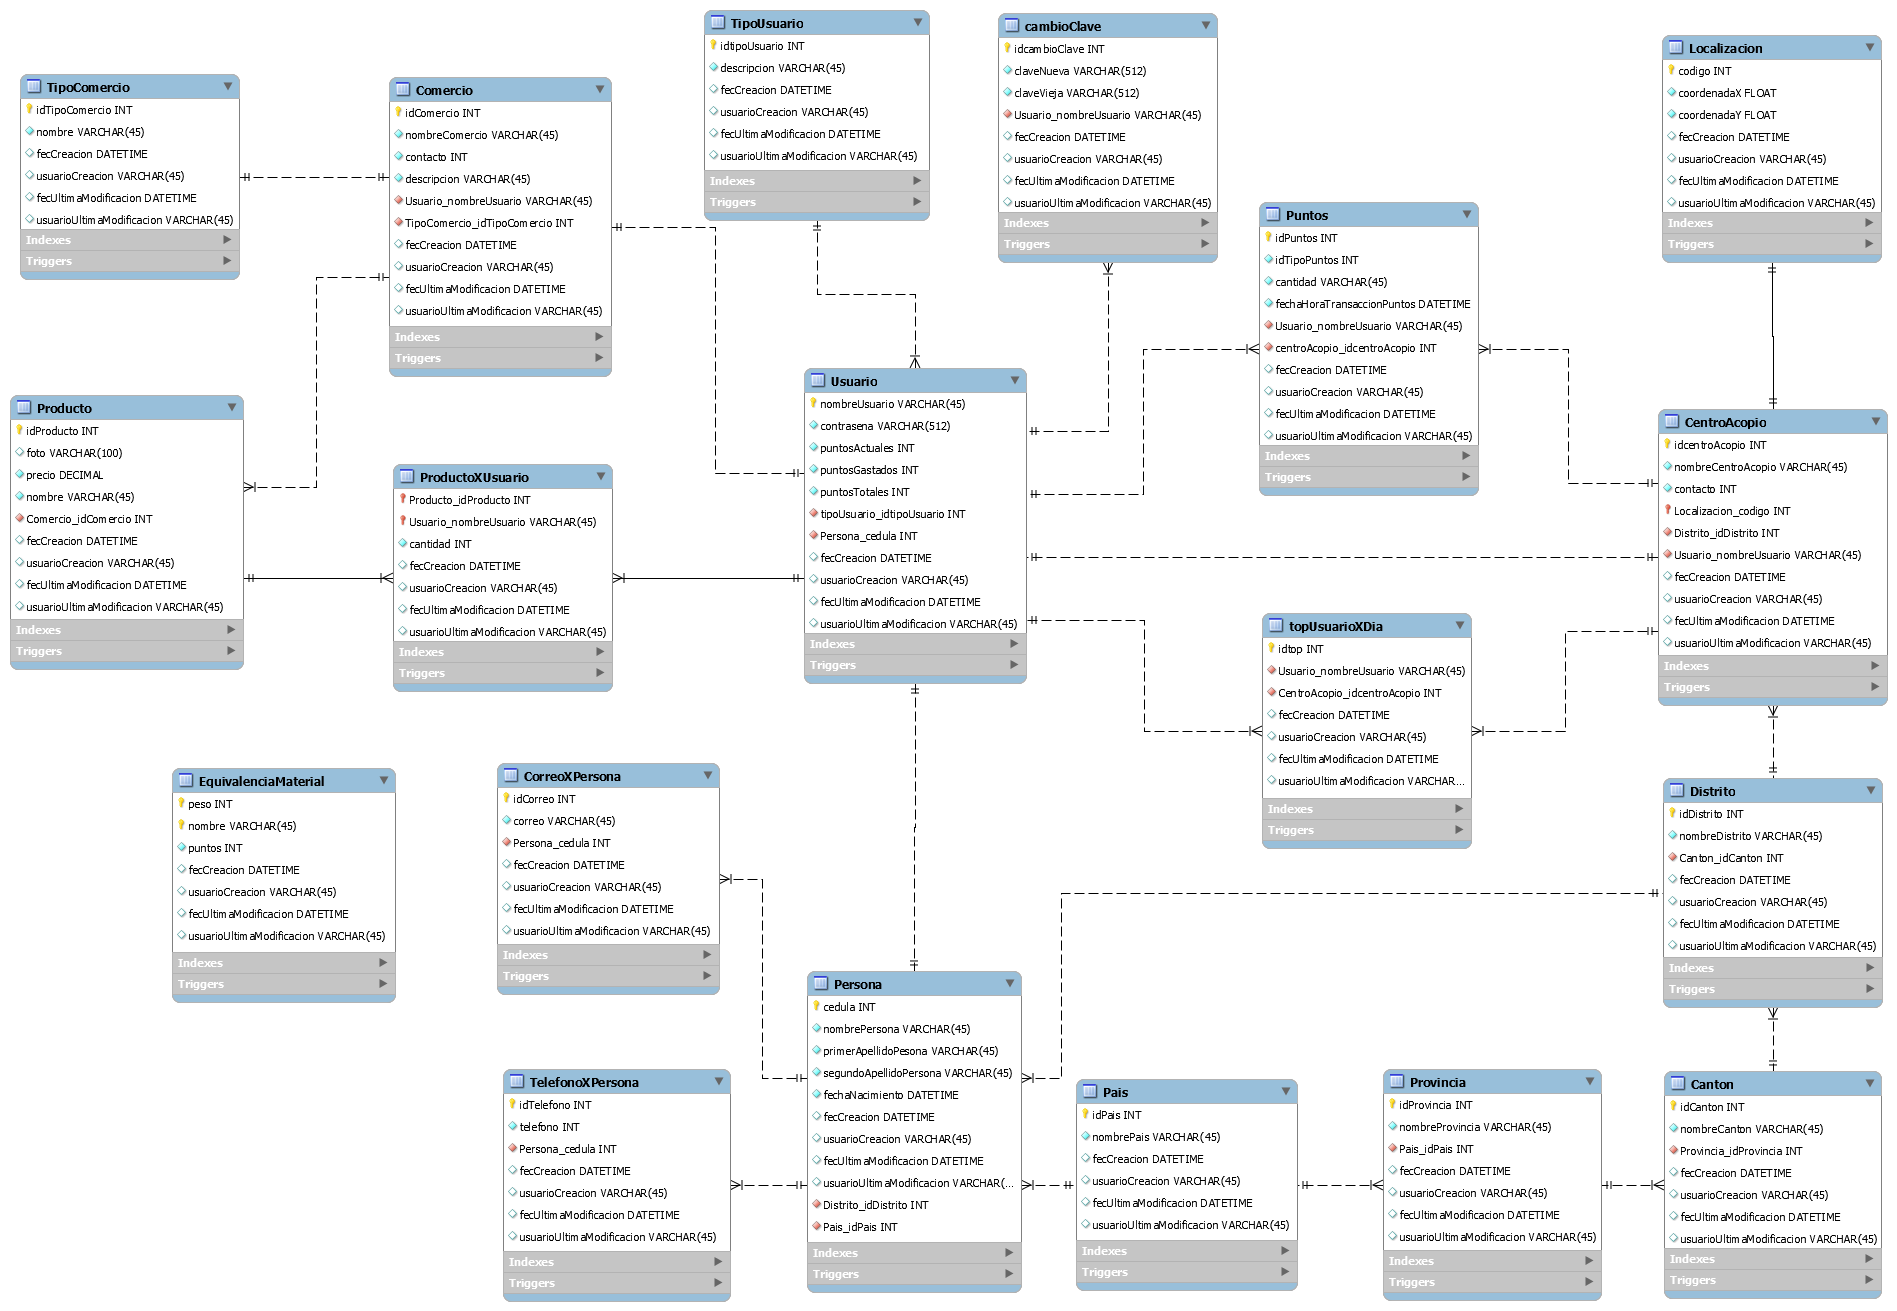 TipoComercio
idTipoComercio INT
nombre VARCHAR(45)
fecCreacion DATETIME
usuarioCreacion VARCHAR(45)
fecUltimaModificacion DATETIME
usuarioUltimaModificacion VARCHAR(45)
Indexes
Triggers
Comercio
idComercio INT
nombreComercio VARCHAR(45)
contacto INT
descripcion VARCHAR(45)
Usuario_nombreUsuario VARCHAR(45)
TipoComercio_idTipoComercio INT
fecCreacion DATETIME
usuarioCreacion VARCHAR(45)
fecUltimaModificacion DATETIME
usuarioUltimaModificacion VARCHAR(45)
Indexes
Triggers
TipoUsuario
idtipoUsuario INT
descripcion VARCHAR(45)
fecCreacion DATETIME
usuarioCreacion VARCHAR(45)
fecUltimaModificacion DATETIME
usuarioUltimaModificacion VARCHAR(45)
Indexes
Triggers
cambioClave
idcambioClave INT
claveNueva VARCHAR(512)
claveVieja VARCHAR(512)
Usuario_nombreUsuario VARCHAR(45)
fecCreacion DATETIME
usuarioCreacion VARCHAR(45)
fecUltimaModificacion DATETIME
usuarioUltimaModificacion VARCHAR(45)
Indexes
Triggers
Puntos
idPuntos INT
idTipoPuntos INT
cantidad VARCHAR(45)
fechaHoraTransaccionPuntos DATETIME
Usuario_nombreUsuario VARCHAR(45)
centroAcopio_idcentroAcopio INT
fecCreacion DATETIME
usuarioCreacion VARCHAR(45)
fecUltimaModificacion DATETIME
usuarioUltimaModificacion VARCHAR(45)
Indexes
Triggers
Localizacion
codigo INT
coordenadaX FLOAT
coordenadaY FLOAT
fecCreacion DATETIME
usuarioCreacion VARCHAR(45)
fecUltimaModificacion DATETIME
usuarioUltimaModificacion VARCHAR(45)
Indexes
Triggers
Producto
idProducto INT
foto VARCHAR(100)
precio DECIMAL
nombre VARCHAR(45)
Comercio_idComercio INT
fecCreacion DATETIME
usuarioCreacion VARCHAR(45)
fecUltimaModificacion DATETIME
usuarioUltimaModificacion VARCHAR(45)
Indexes
Triggers
ProductoXUsuario
Producto_idProducto INT
Usuario_nombreUsuario VARCHAR(45)
cantidad INT
fecCreacion DATETIME
usuarioCreacion VARCHAR(45)
fecUltimaModificacion DATETIME
usuarioUltimaModificacion VARCHAR(45)
Indexes
Triggers
Usuario
nombreUsuario VARCHAR(45)
contrasena VARCHAR(512)
puntosActuales INT
puntosGastados INT
puntosTotales INT
tipoUsuario_idtipoUsuario INT
Persona_cedula INT
fecCreacion DATETIME
usuarioCreacion VARCHAR(45)
fecUltimaModificacion DATETIME
usuarioUltimaModificacion VARCHAR(45)
Indexes
Triggers
CentroAcopio
idcentroAcopio INT
nombreCentroAcopio VARCHAR(45)
contacto INT
Localizacion_codigo INT
Distrito_idDistrito INT
Usuario_nombreUsuario VARCHAR(45)
fecCreacion DATETIME
usuarioCreacion VARCHAR(45)
fecUltimaModificacion DATETIME
usuarioUltimaModificacion VARCHAR(45)
Indexes
Triggers
topUsuarioXDia
idtop INT
Usuario_nombreUsuario VARCHAR(45)
CentroAcopio_idcentroAcopio INT
fecCreacion DATETIME
usuarioCreacion VARCHAR(45)
fecUltimaModificacion DATETIME
usuarioUltimaModificacion VARCHAR...
Indexes
Triggers
EquivalenciaMaterial
peso INT
nombre VARCHAR(45)
puntos INT
fecCreacion DATETIME
usuarioCreacion VARCHAR(45)
fecUltimaModificacion DATETIME
usuarioUltimaModificacion VARCHAR(45)
Indexes
Triggers
CorreoXPersona
idCorreo INT
correo VARCHAR(45)
Persona_cedula INT
fecCreacion DATETIME
usuarioCreacion VARCHAR(45)
fecUltimaModificacion DATETIME
usuarioUltimaModificacion VARCHAR(45)
Indexes
Triggers
Distrito
idDistrito INT
nombreDistrito VARCHAR(45)
Canton_idCanton INT
fecCreacion DATETIME
usuarioCreacion VARCHAR(45)
fecUltimaModificacion DATETIME
usuarioUltimaModificacion VARCHAR(45)
Indexes
Triggers
TelefonoXPersona
idTelefono INT
telefono INT
Persona_cedula INT
fecCreacion DATETIME
usuarioCreacion VARCHAR(45)
fecUltimaModificacion DATETIME
usuarioUltimaModificacion VARCHAR(45)
Indexes
Triggers
Persona
cedula INT
nombrePersona VARCHAR(45)
primerApellidoPesona VARCHAR(45)
segundoApellidoPersona VARCHAR(45)
fechaNacimiento DATETIME
fecCreacion DATETIME
usuarioCreacion VARCHAR(45)
fecUltimaModificacion DATETIME
usuarioUltimaModificacion VARCHAR(...
Distrito_idDistrito INT
Pais_idPais INT
Indexes
Triggers
Pais
idPais INT
nombrePais VARCHAR(45)
fecCreacion DATETIME
usuarioCreacion VARCHAR(45)
fecUltimaModificacion DATETIME
usuarioUltimaModificacion VARCHAR(45)
Indexes
Triggers
Provincia
idProvincia INT
nombreProvincia VARCHAR(45)
Pais_idPais INT
fecCreacion DATETIME
usuarioCreacion VARCHAR(45)
fecUltimaModificacion DATETIME
usuarioUltimaModificacion VARCHAR(45)
Indexes
Triggers
Canton
idCanton INT
nombreCanton VARCHAR(45)
Provincia_idProvincia INT
fecCreacion DATETIME
usuarioCreacion VARCHAR(45)
fecUltimaModificacion DATETIME
usuarioUltimaModificacion VARCHAR(45)
Indexes
Triggers